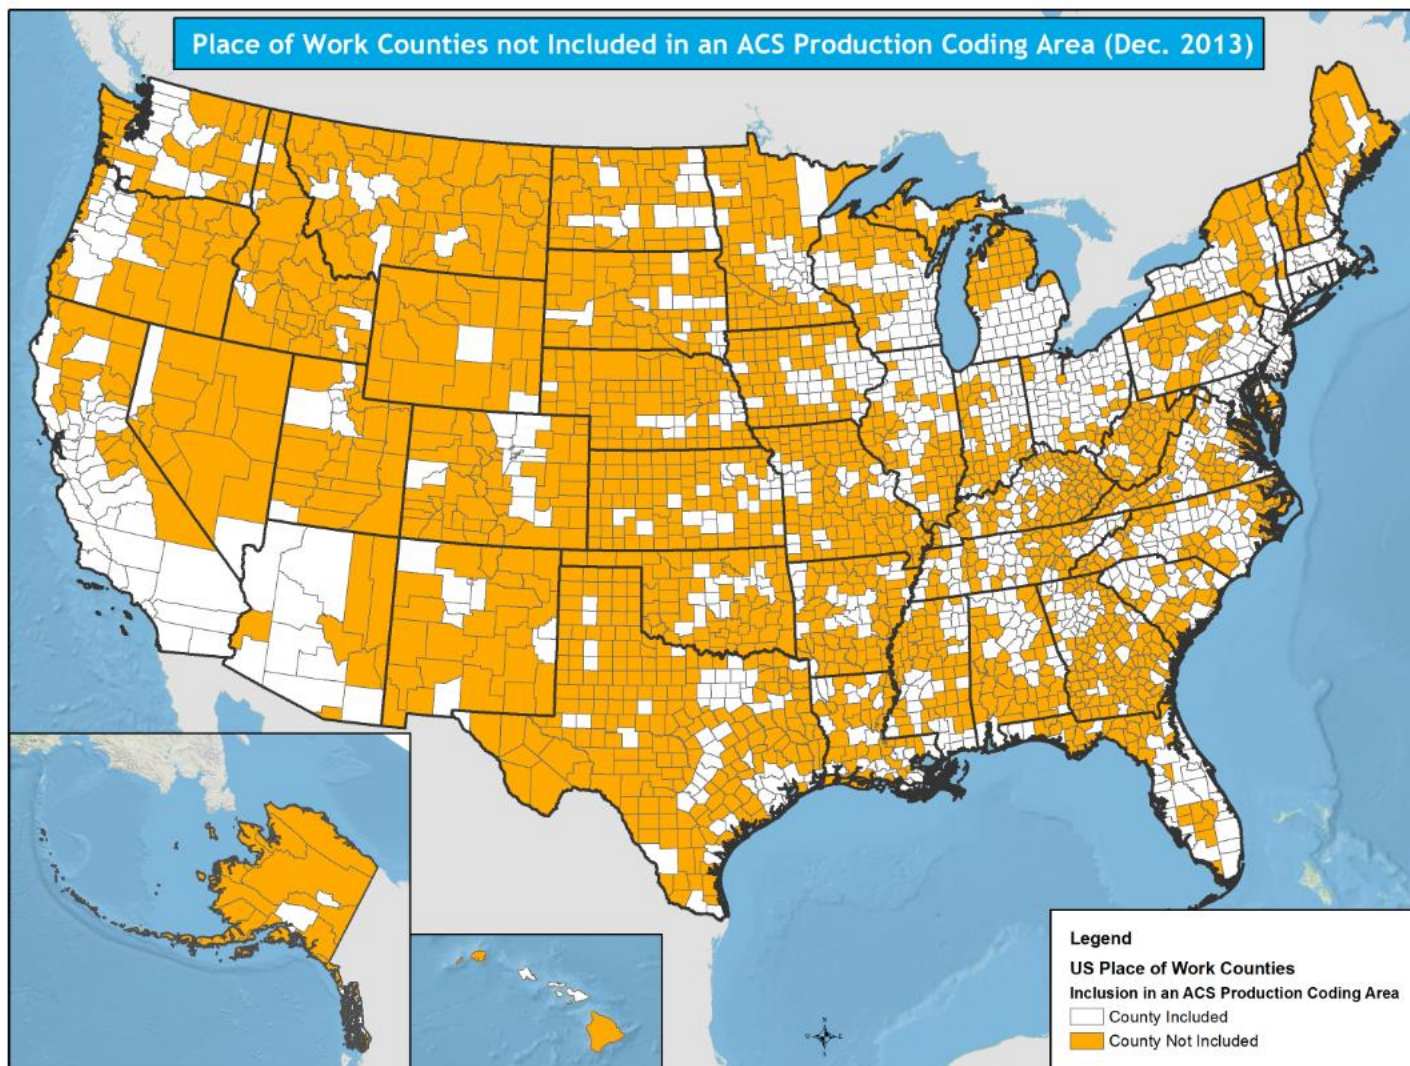 Place of Work Counties not Included in an ACS Production Coding Area (Dec. 2013)
Legend
US Place of Work Counties
Inclusion in an ACS Production Coding Area
County Included
County Not Included
N
E
S